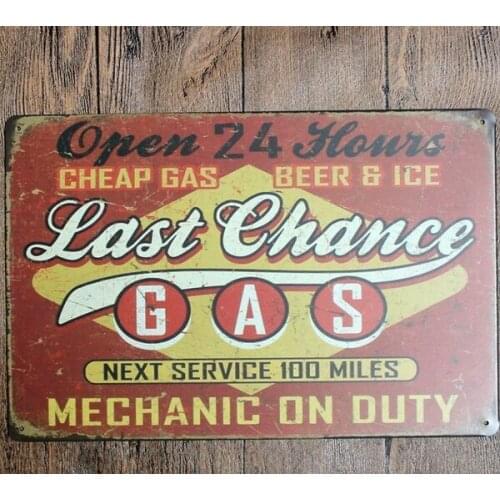 Open 24 Hours
CHEAP GAS BEER & ICE
Last Chance
GAS
NEXT SERVICE 100 MILES
MECHANIC ON DUTY